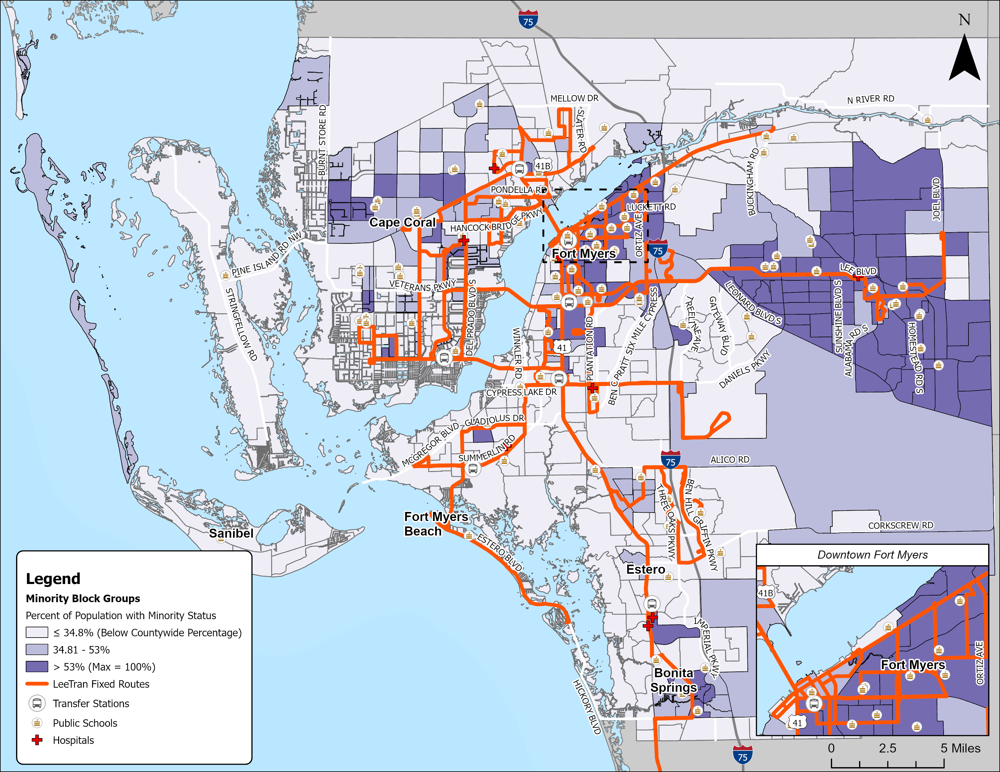 75
N
MELLOW DR
SLATER RD
N RIVER RD
BURNT STORE RD
41B
BUCKINGHAM RD
JOEL BLVD
PONDELLA RD
LUCKETT RD
Cape Coral
HANCOCK BRIDGE PKWY
ORTIZ AVE
PINE ISLAND RD NW
Fort Myers
75
LEE BLVD
VETERANS PKWY
STRINGFELLOW RD
DEL PRADO BLVD S
LEONARD BLVD S
SUNSHINE BLVD S
TREELINE AVE
GATEWAY BLVD
WINKLER RD
41
PLANTATION RD
BEN C PRATT SIX MILE CYPRESS
ALABAMA RD S
HOMESTEAD RD S
DANIELS PKWY
CYPRESS LAKE DR
GLADIOLUS DR
MCGREGOR BLVD
SUMMERLIN RD
75
ALICO RD
THREE OAKS PKWY
BEN HILL GRIFFIN PKWY
Fort Myers
Beach
CORKSCREW RD
Sanibel
ESTERO BLVD
Estero
IMPERIAL PKWY
Bonita
Springs
HICKORY BLVD
75
Legend
Minority Block Groups
Percent of Population with Minority Status
≤ 34.8% (Below Countywide Percentage)
34.81 - 53%
> 53% (Max = 100%)
LeeTran Fixed Routes
Transfer Stations
Public Schools
Hospitals
Downtown Fort Myers
41B
Fort Myers
ORTIZ AVE
41
0 2.5 5 Miles